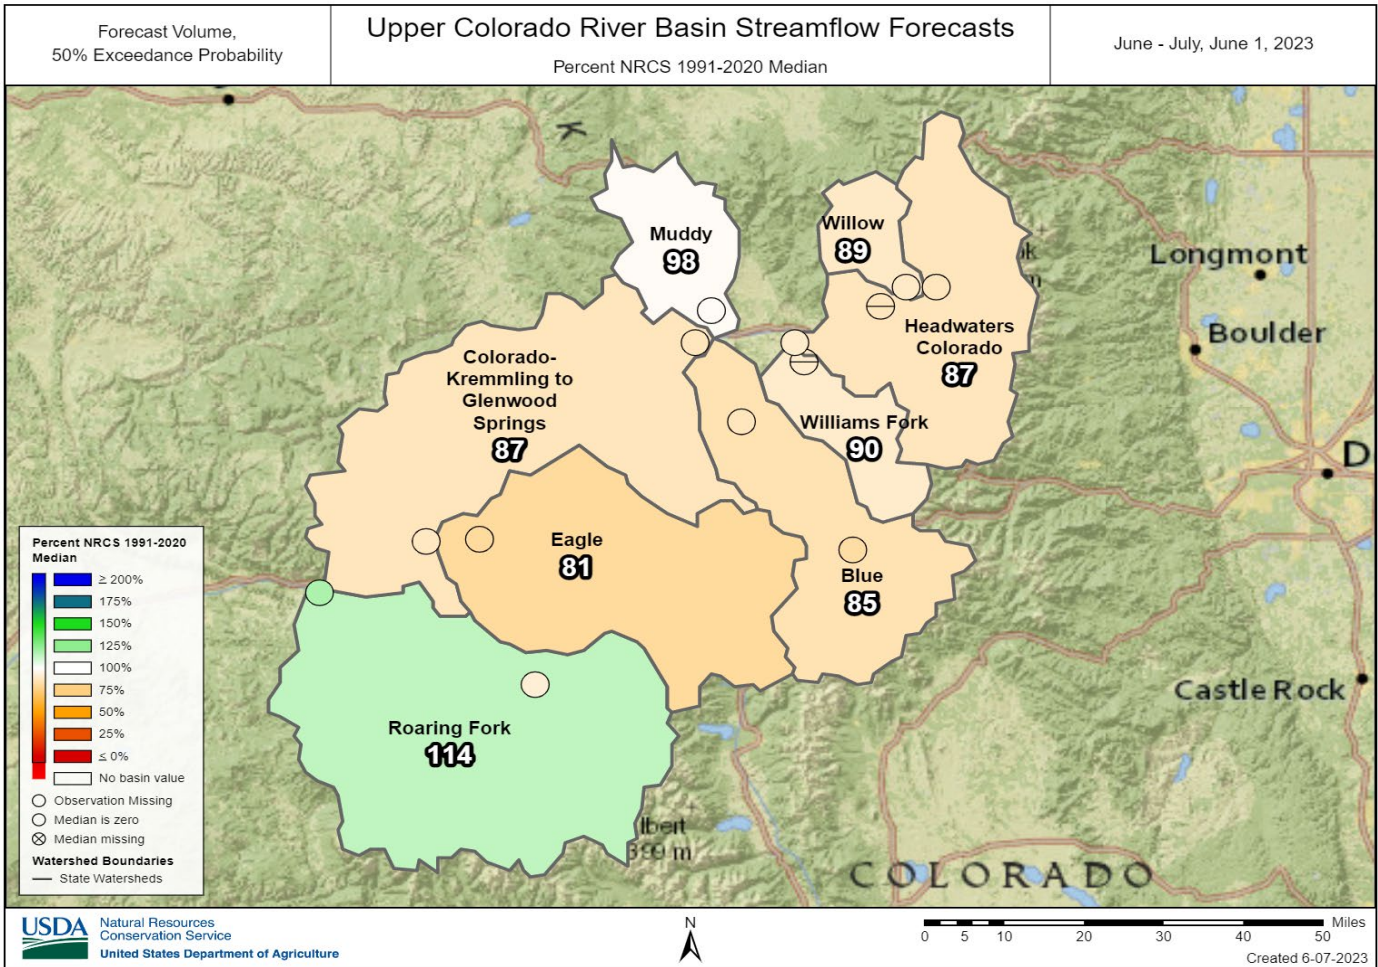 Forecast Volume,
50% Exceedance Probability
Upper Colorado River Basin Streamflow Forecasts
Percent NRCS 1991-2020 Median
June - July, June 1, 2023
K
Muddy
98
Willow
89
Longmont
Boulder
Headwaters
Colorado
87
Colorado-
Kremmling to
Glenwood
Springs
87
Williams Fork
90
D
Eagle
81
Blue
85
Castle Rock
Roaring Fork
114
lbert
399 m
COLORADO
Percent NRCS 1991-2020
Median
≥ 200%
175%
150%
125%
100%
75%
50%
25%
≤ 0%
No basin value
Observation Missing
Median is zero
Median missing
Watershed Boundaries
State Watersheds
USDA
Natural Resources
Conservation Service
United States Department of Agriculture
N
Miles
0 5 10 20 30 40 50
Created 6-07-2023